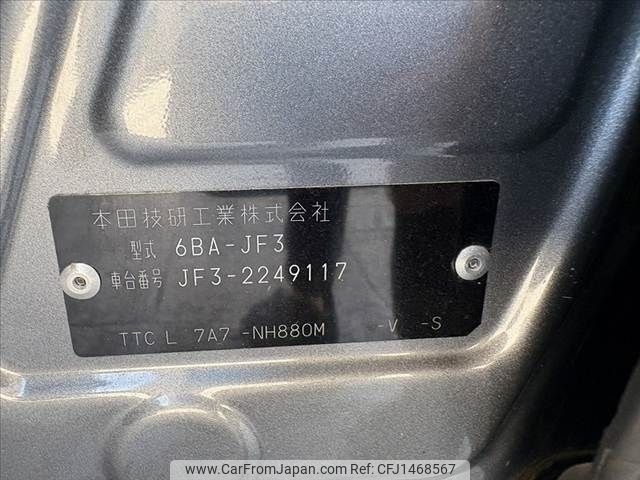 本田技研工業株式会社
型式 6BA-JF3
車台番号 JF3-2249117
TTC L 7A7 -NH880M -V -S
www.CarFromJapan.com | CFJ1468567